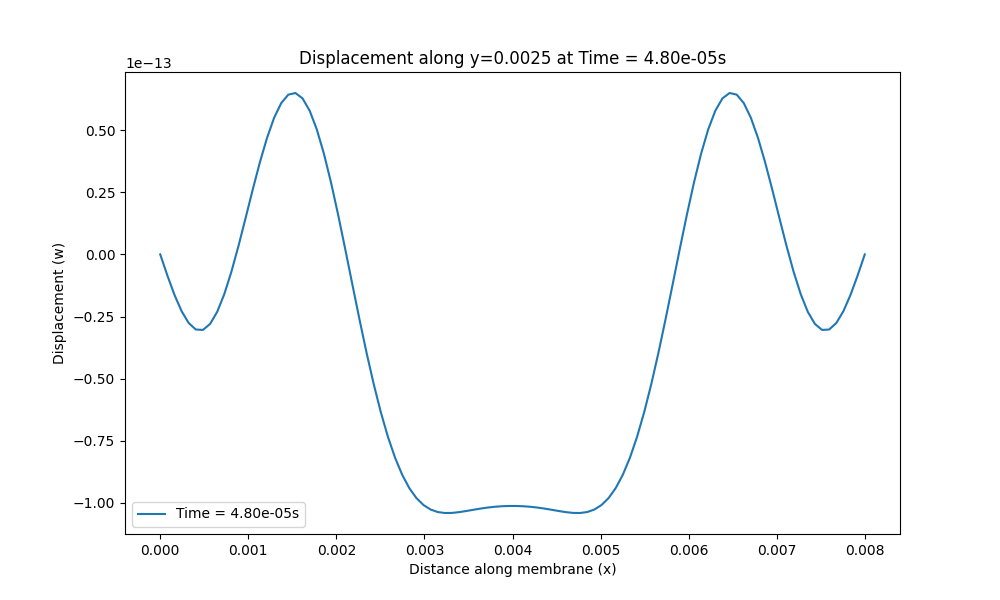 Displacement along y=0.0025 at Time = 4.80e-05s
1e−13
0.50
0.25
0.00
−0.25
−0.50
−0.75
−1.00
Displacement (w)
Time = 4.80e-05s
0.000 0.001 0.002 0.003 0.004 0.005 0.006 0.007 0.008
Distance along membrane (x)